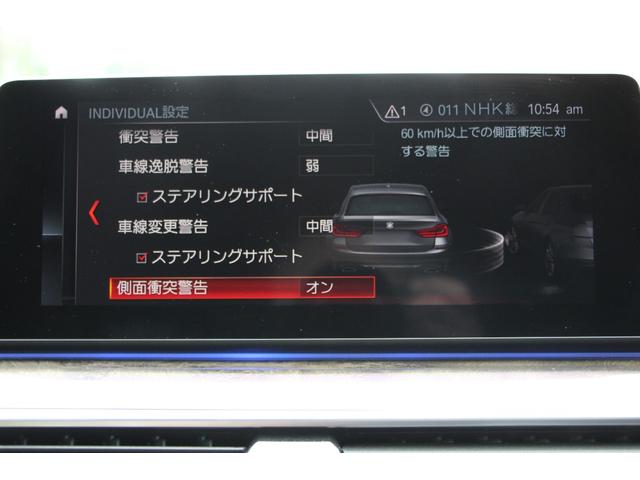 INDIVIDUAL設定
1 011 NHK総 10:54 am
衝突警告 中間
車線逸脱警告 弱
ステアリングサポート
車線変更警告 中間
ステアリングサポート
側面衝突警告 オン
60 km/h以上での側面衝突に対
する警告